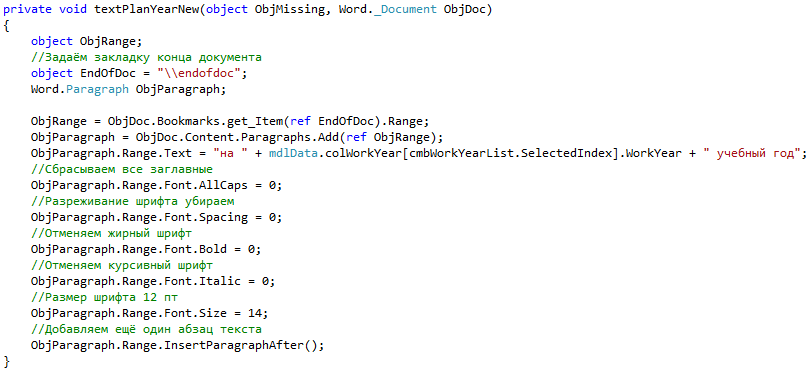 private void textPlanYearNew(object ObjMissing, Word._Document ObjDoc)
{
    object ObjRange;
    //Задаём закладку конца документа
    object EndOfDoc = "\\endofdoc";
    Word.Paragraph ObjParagraph;

    ObjRange = ObjDoc.Bookmarks.get_Item(ref EndOfDoc).Range;
    ObjParagraph = ObjDoc.Content.Paragraphs.Add(ref ObjRange);
    ObjParagraph.Range.Text = "на " + mdlData.colWorkYear[cmbWorkYearList.SelectedIndex].WorkYear + " учебный год";
    //Сбрасываем все заглавные
    ObjParagraph.Range.Font.AllCaps = 0;
    //Разреживание шрифта убираем
    ObjParagraph.Range.Font.Spacing = 0;
    //Отменяем жирный шрифт
    ObjParagraph.Range.Font.Bold = 0;
    //Отменяем курсивный шрифт
    ObjParagraph.Range.Font.Italic = 0;
    //Размер шрифта 12 пт
    ObjParagraph.Range.Font.Size = 14;
    //Добавляем ещё один абзац текста
    ObjParagraph.Range.InsertParagraphAfter();
}